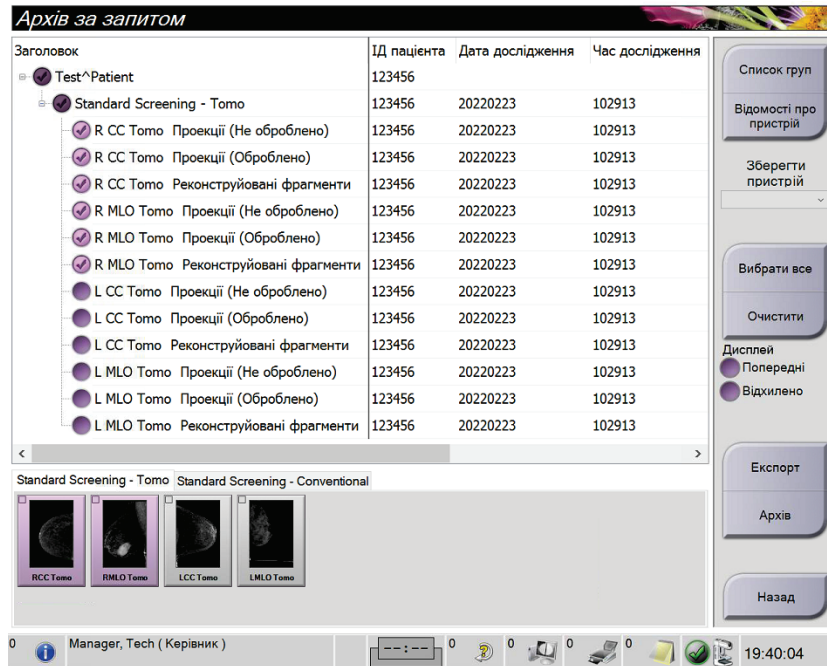 Архів за запитом
Заголовок ІД пацієнта Дата дослідження Час дослідження
Test^Patient 123456
Standard Screening - Tomo 123456 20220223 102913
R CC Tomo Проекції (Не оброблено) 123456 20220223 102913
R CC Tomo Проекції (Оброблено) 123456 20220223 102913
R CC Tomo Реконструйовані фрагменти 123456 20220223 102913
R MLO Tomo Проекції (Не оброблено) 123456 20220223 102913
R MLO Tomo Проекції (Оброблено) 123456 20220223 102913
R MLO Tomo Реконструйовані фрагменти 123456 20220223 102913
L CC Tomo Проекції (Не оброблено) 123456 20220223 102913
L CC Tomo Проекції (Оброблено) 123456 20220223 102913
L CC Tomo Реконструйовані фрагменти 123456 20220223 102913
L MLO Tomo Проекції (Не оброблено) 123456 20220223 102913
L MLO Tomo Проекції (Оброблено) 123456 20220223 102913
L MLO Tomo Реконструйовані фрагменти 123456 20220223 102913
Список груп
Відомості про
пристрій
Зберегти
пристрій
Вибрати все
Очистити
Дисплей
Попередні
Відхилено
Експорт
Архів
Назад
Standard Screening - Tomo Standard Screening - Conventional
RCC Tomo RMLO Tomo LCC Tomo LMLO Tomo
0 Manager, Tech ( Керівник ) --:-- 0 0 0 0 19:40:04